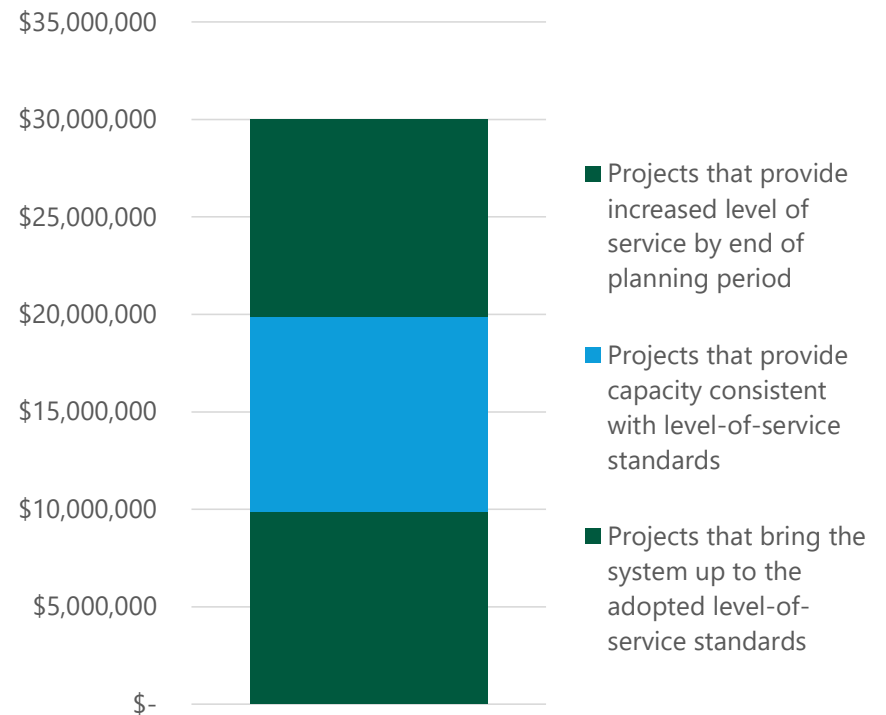 $35,000,000
$30,000,000
$25,000,000
$20,000,000
$15,000,000
$10,000,000
$5,000,000
$-
Projects that provide
increased level of
service by end of
planning period
Projects that provide
capacity consistent
with level-of-service
standards
Projects that bring the
system up to the
adopted level-of-
service standards